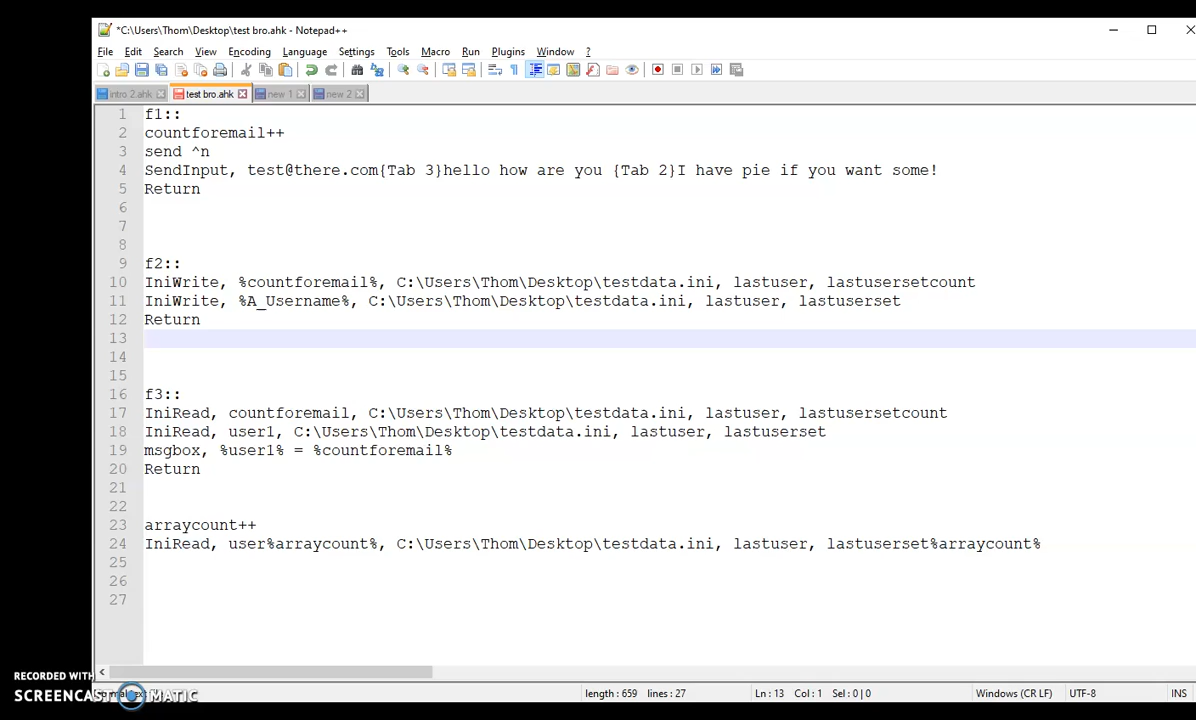 *C:\Users\Thom\Desktop\test bro.ahk - Notepad++
File Edit Search View Encoding Language Settings Tools Macro Run Plugins Window ?
intro 2.ahk test bro.ahk new 1 new 2
1 f1::
2 countforemail++
3 send ^n
4 SendInput, test@there.com{Tab 3}hello how are you {Tab 2}I have pie if you want some!
5 Return
6
7
8
9 f2::
10 IniWrite, %countforemail%, C:\Users\Thom\Desktop\testdata.ini, lastuser, lastusersetcount
11 IniWrite, %A_Username%, C:\Users\Thom\Desktop\testdata.ini, lastuser, lastuserset
12 Return
13
14
15
16 f3::
17 IniRead, countforemail, C:\Users\Thom\Desktop\testdata.ini, lastuser, lastusersetcount
18 IniRead, user1, C:\Users\Thom\Desktop\testdata.ini, lastuser, lastuserset
19 msgbox, %user1% = %countforemail%
20 Return
21
22
23 arraycount++
24 IniRead, user%arraycount%, C:\Users\Thom\Desktop\testdata.ini, lastuser, lastuserset%arraycount%
25
26
27
RECORDED WITH
SCREENCAST MATIC
length : 659 lines : 27 Ln : 13 Col : 1 Sel : 0 | 0 Windows (CR LF) UTF-8 INS